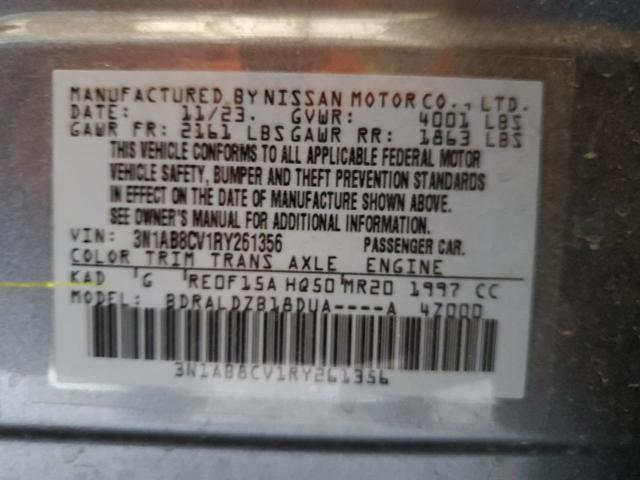 MANUFACTURED BY NISSAN MOTOR CO., LTD.
DATE: 11/23. GVWR: 4001 LBS
GAWR FR: 2161 LBS GAWR RR: 1863 LBS
THIS VEHICLE CONFORMS TO ALL APPLICABLE FEDERAL MOTOR
VEHICLE SAFETY, BUMPER AND THEFT PREVENTION STANDARDS
IN EFFECT ON THE DATE OF MANUFACTURE SHOWN ABOVE.
SEE OWNER'S MANUAL FOR ADDITIONAL INFORMATION.
VIN: 3N1AB8CV1RY261356 PASSENGER CAR.
COLOR TRIM TRANS AXLE ENGINE
KAD G RE0F15A HQ50 MR20 1997 CC
MODEL: BDRALDZB18DUA----A 47000
3N1AB8CV1RY261356